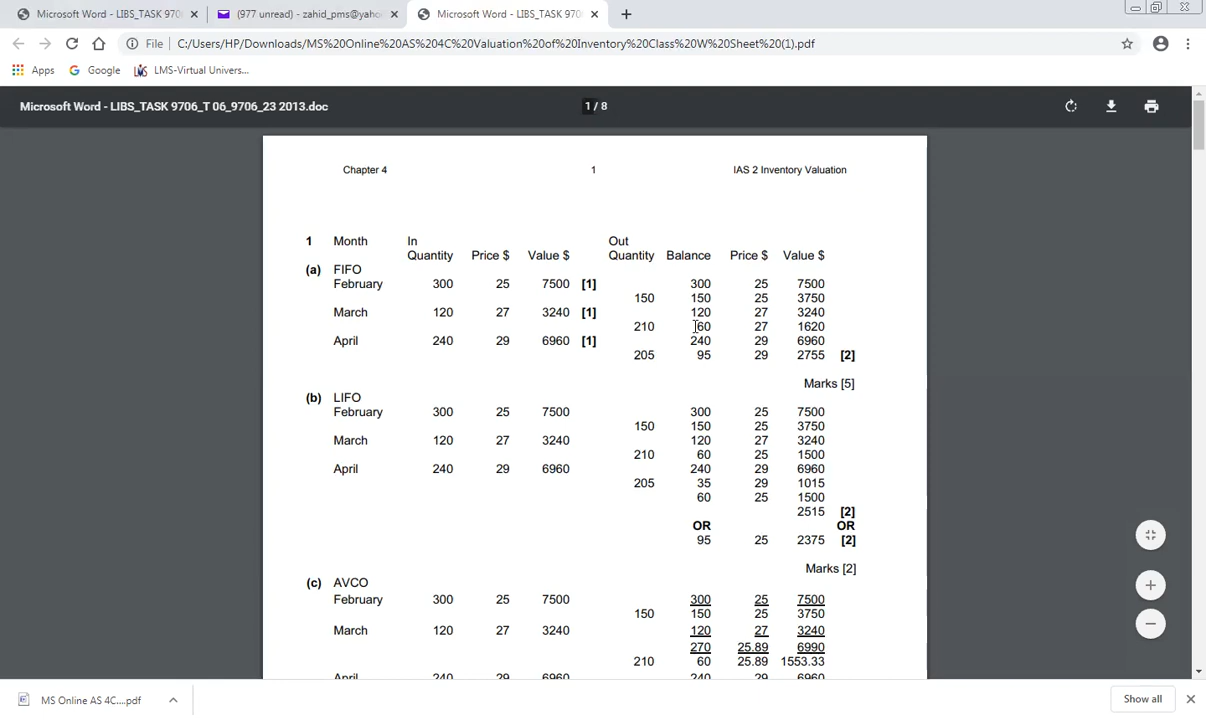 Microsoft Word - LIBS_TASK 970
(977 unread) - zahid_pms@yaho
Microsoft Word - LIBS_TASK 970
File C:/Users/HP/Downloads/MS%20Online%20AS%204C%20Valuation%20of%20Inventory%20Class%20W%20Sheet%20(1).pdf
Apps Google LMS-Virtual Univers...
Microsoft Word - LIBS_TASK 9706_T 06_9706_23 2013.doc 1 / 8
Chapter 4 1 IAS 2 Inventory Valuation
1 Month In Out
Quantity Price $ Value $ Quantity Balance Price $ Value $
(a) FIFO
February 300 25 7500 [1] 300 25 7500
150 150 25 3750
March 120 27 3240 [1] 120 27 3240
210 60 27 1620
April 240 29 6960 [1] 240 29 6960
205 95 29 2755 [2]
Marks [5]
(b) LIFO
February 300 25 7500 300 25 7500
150 150 25 3750
March 120 27 3240 120 27 3240
210 60 25 1500
April 240 29 6960 240 29 6960
205 35 29 1015
60 25 1500
2515 [2]
OR OR
95 25 2375 [2]
Marks [2]
(c) AVCO
February 300 25 7500 300 25 7500
150 150 25 3750
March 120 27 3240 120 27 3240
270 25.89 6990
210 60 25.89 1553.33
April 240 29 6960 240 29 6960
MS Online AS 4C....pdf Show all